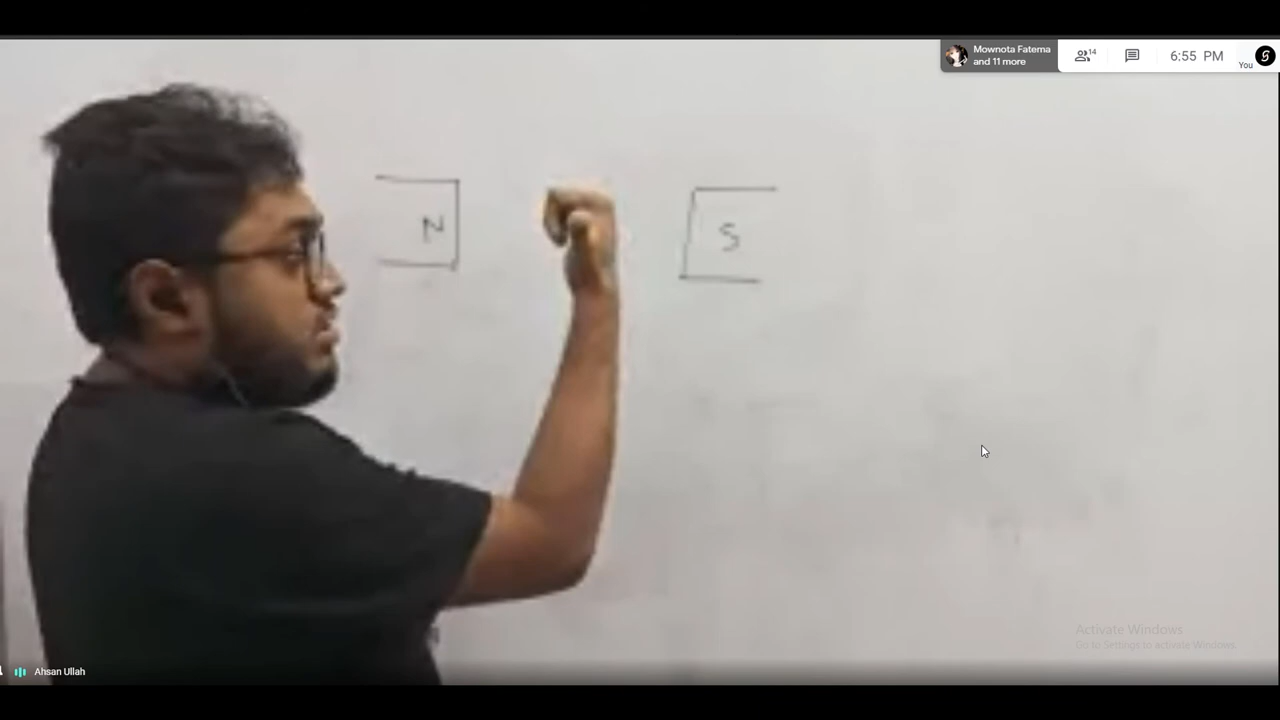 Mownota Fatema
and 11 more
14
6:55 PM
You
N
S
Activate Windows
Go to Settings to activate Windows.
Ahsan Ullah